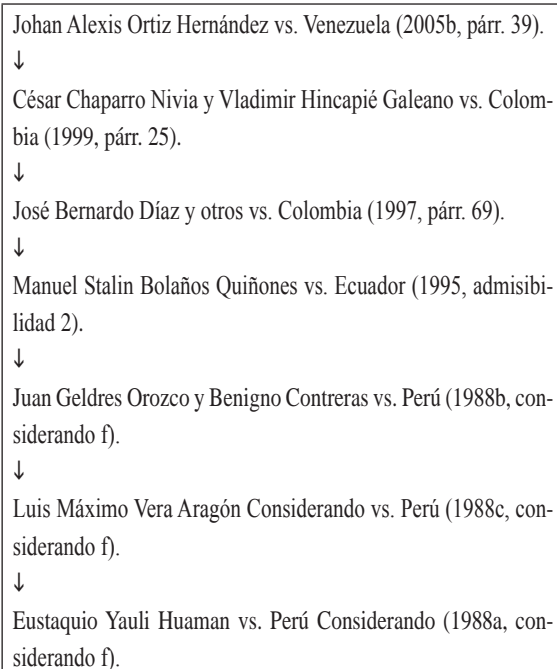 Johan Alexis Ortiz Hernández vs. Venezuela (2005b, párr. 39).
↓
César Chaparro Nivia y Vladimir Hincapié Galeano vs. Colom-
bia (1999, párr. 25).
↓
José Bernardo Díaz y otros vs. Colombia (1997, párr. 69).
↓
Manuel Stalin Bolaños Quiñones vs. Ecuador (1995, admisibi-
lidad 2).
↓
Juan Geldres Orozco y Benigno Contreras vs. Perú (1988b, con-
siderando f).
↓
Luis Máximo Vera Aragón Considerando vs. Perú (1988c, con-
siderando f).
↓
Eustaquio Yauli Huaman vs. Perú Considerando (1988a, con-
siderando f).